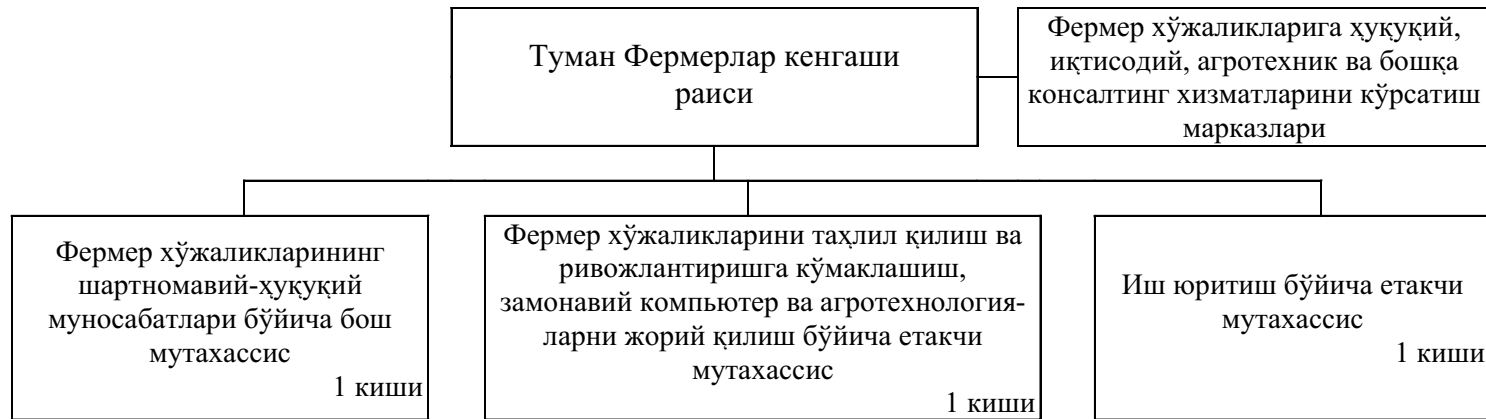 Туман Фермерлар кенгаши
раиси
Фермер хўжаликларига ҳуқуқий,
иқтисодий, агротехник ва бошқа
консалтинг хизматларини кўрсатиш
марказлари
Фермер хўжаликларининг
шартномавий-ҳуқуқий
муносабатлари бўйича бош
мутахассис
1 киши
Фермер хўжаликларини таҳлил қилиш ва
ривожлантиришга кўмаклашиш,
замонавий компьютер ва агротехнология-
ларни жорий қилиш бўйича етакчи
мутахассис
1 киши
Иш юритиш бўйича етакчи
мутахассис
1 киши